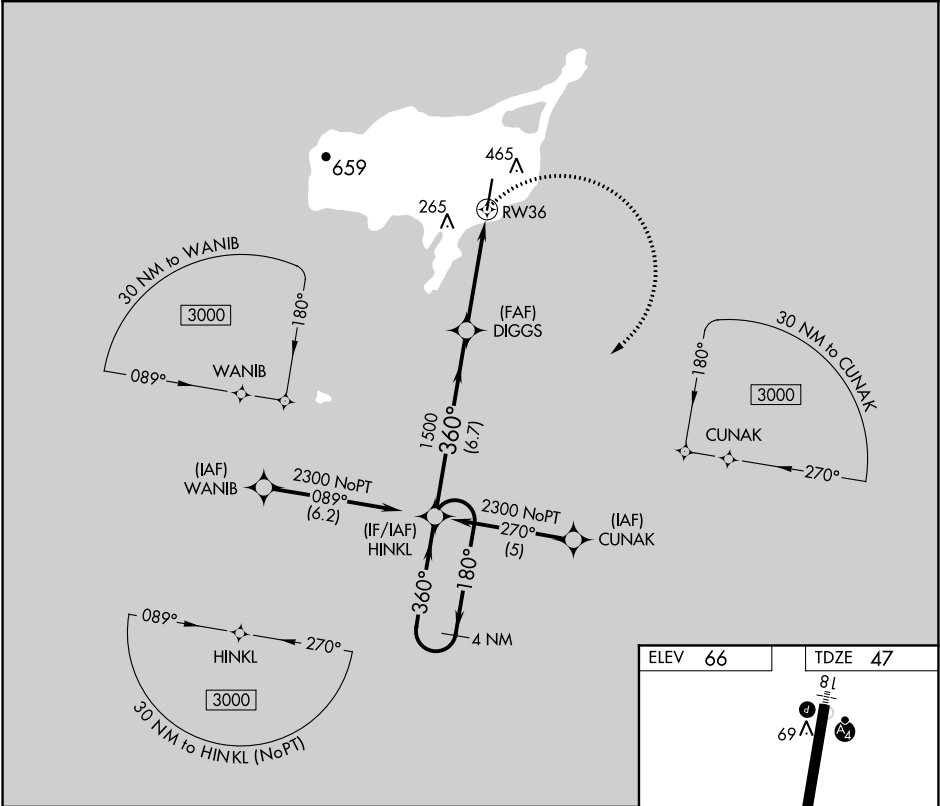 659
465
265
RW36
30 NM to WANIB
3000
180°
089°
WANIB
(FAF)
DIGGS
30 NM to CUNAK
180°
3000
CUNAK
270°
1500
360°
(6.7)
(IAF)
WANIB
2300 NoPT
089°
(6.2)
(IF/IAF)
HINKL
2300 NoPT
270°
(5)
(IAF)
CUNAK
360°
180°
4 NM
089°
270°
HINKL
3000
30 NM to HINKL (NoPT)
ELEV 66
TDZE 47
18
P
69
A4